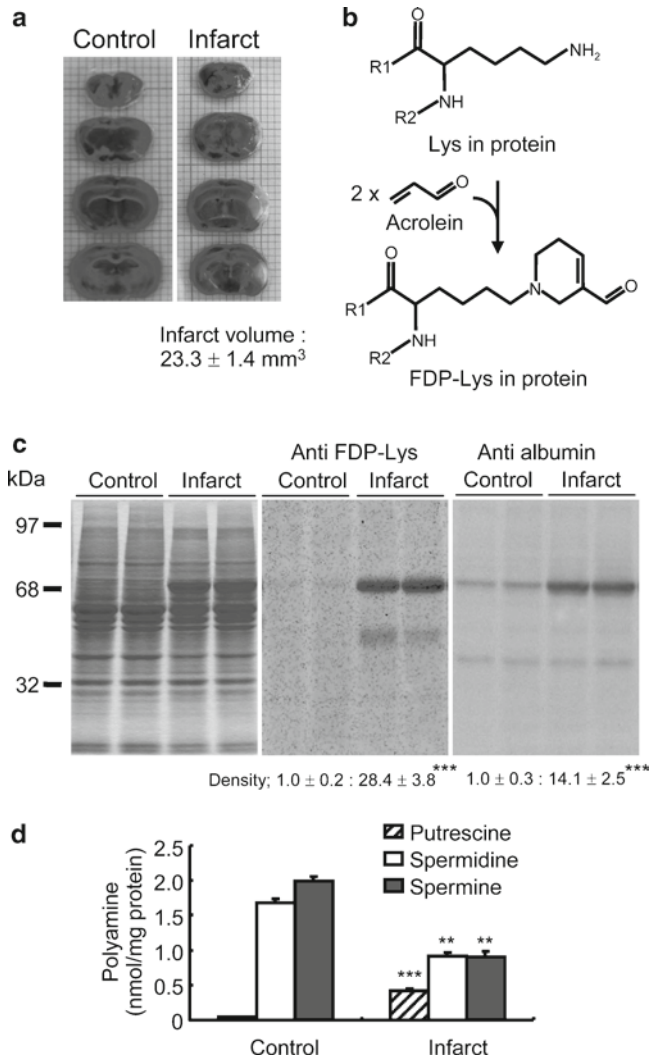 a
Control Infarct
Infarct volume :
23.3 ± 1.4 mm³
b
O
NH₂
R1
NH
R2
Lys in protein
2 x
O
Acrolein
O
N
O
R1
NH
R2
FDP-Lys in protein
c
Anti FDP-Lys Anti albumin
kDa Control Infarct Control Infarct Control Infarct
97
68
32
Density; 1.0 ± 0.2 : 28.4 ± 3.8*** 1.0 ± 0.3 : 14.1 ± 2.5***
d
Polyamine
(nmol/mg protein)
2.5
2.0
1.5
1.0
0.5
0
Putrescine
Spermidine
Spermine
*** ** **
Control Infarct